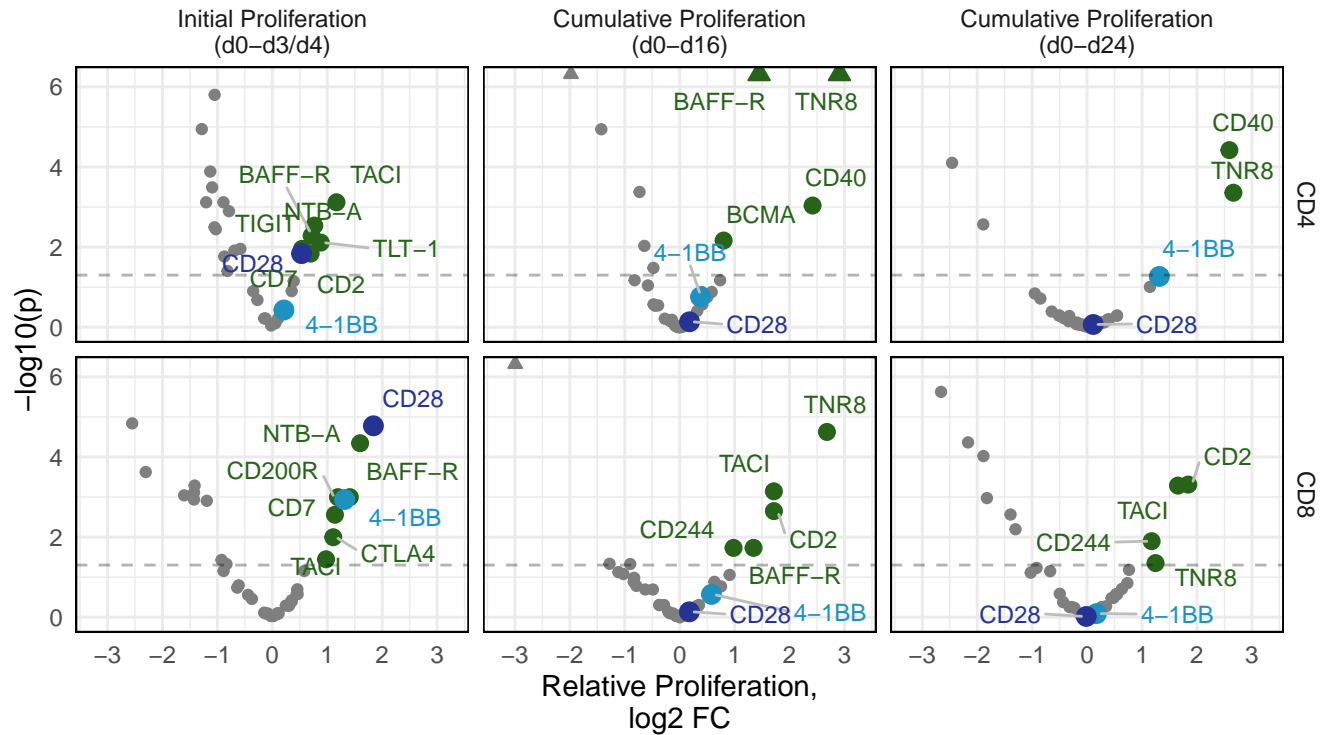 Initial Proliferation
(d0–d3/d4)
Cumulative Proliferation
(d0–d16)
Cumulative Proliferation
(d0–d24)
−log10(p)
6
4
2
0
BAFF−R
TACI
NTB−A
TIGIT
TLT−1
CD28
CD7
CD2
4−1BB
BAFF−R
TNR8
CD40
BCMA
4−1BB
CD28
CD40
TNR8
4−1BB
CD28
CD4
6
4
2
0
CD28
NTB−A
CD200R
BAFF−R
CD7
4−1BB
CTLA4
TACI
TNR8
TACI
CD244
CD2
BAFF−R
CD28
4−1BB
CD2
TACI
CD244
TNR8
CD28
4−1BB
CD8
−3 −2 −1 0 1 2 3
−3 −2 −1 0 1 2 3
−3 −2 −1 0 1 2 3
Relative Proliferation,
log2 FC